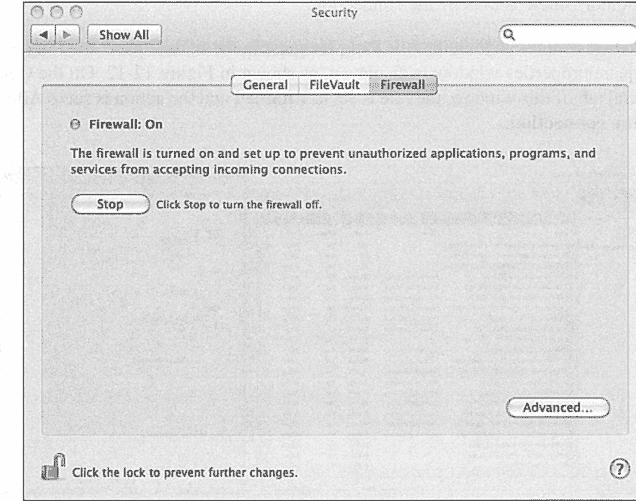 Security
Show All
General FileVault Firewall
Firewall: On
The firewall is turned on and set up to prevent unauthorized applications, programs, and
services from accepting incoming connections.
Stop Click Stop to turn the firewall off.
Advanced...
Click the lock to prevent further changes.
?